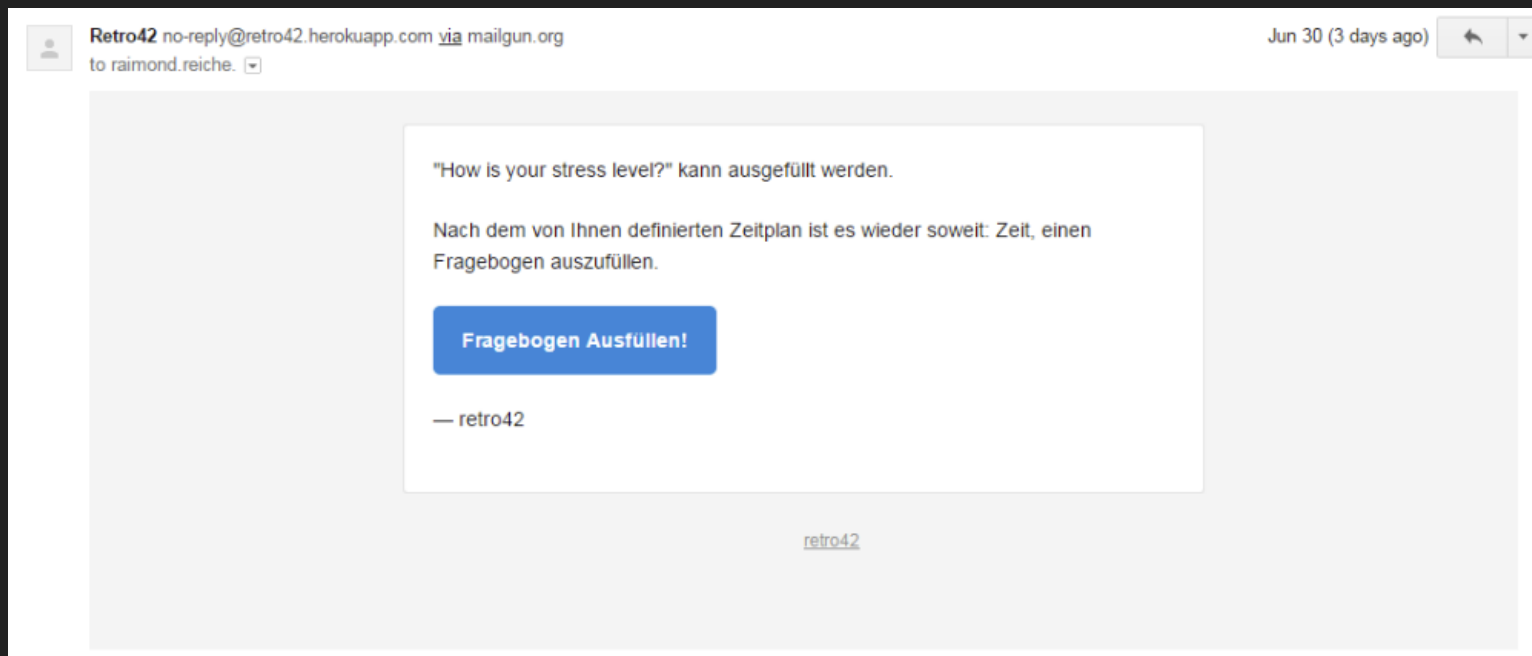 Retro42 no-reply@retro42.herokuapp.com via mailgun.org
Jun 30 (3 days ago)
to raimond.reiche.
"How is your stress level?" kann ausgefüllt werden.
Nach dem von Ihnen definierten Zeitplan ist es wieder soweit: Zeit, einen
Fragebogen auszufüllen.
Fragebogen Ausfüllen!
— retro42
retro42